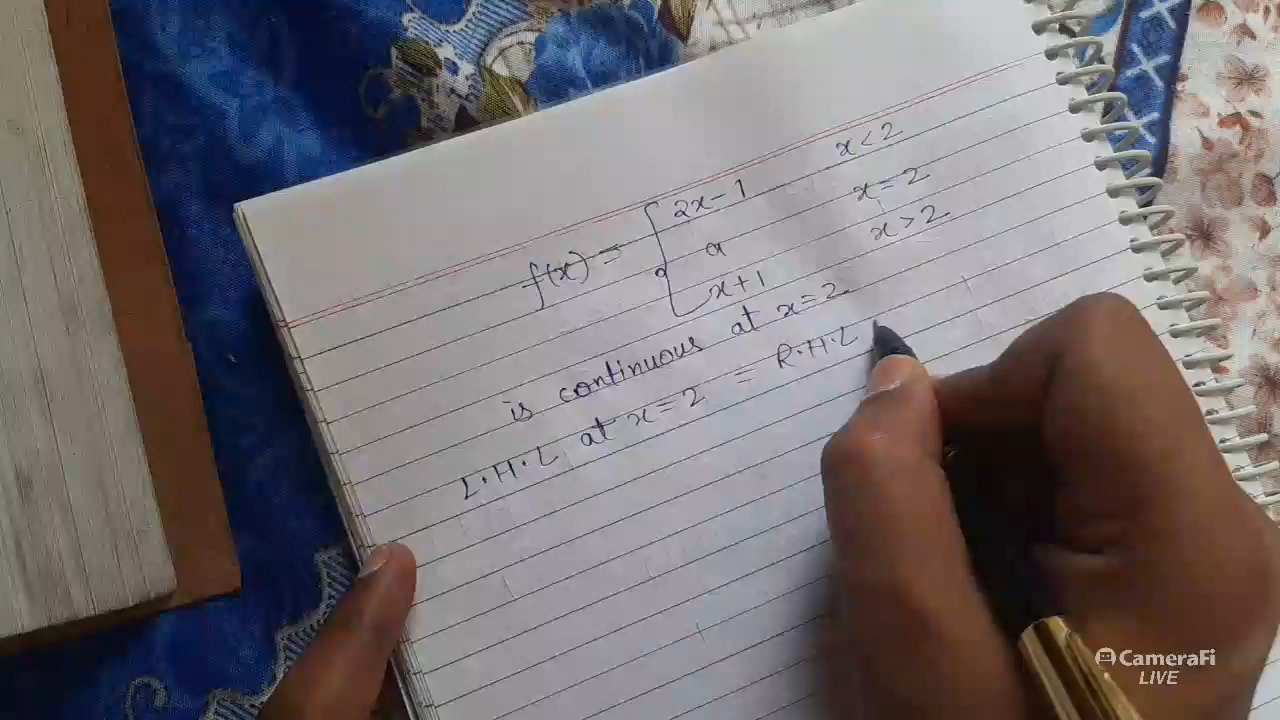 f(x) = { 2x-1 x<2
a x=2
x+1 x>2
is continuous at x=2
L.H.L at x=2 = R.H.L
CameraFi
LIVE